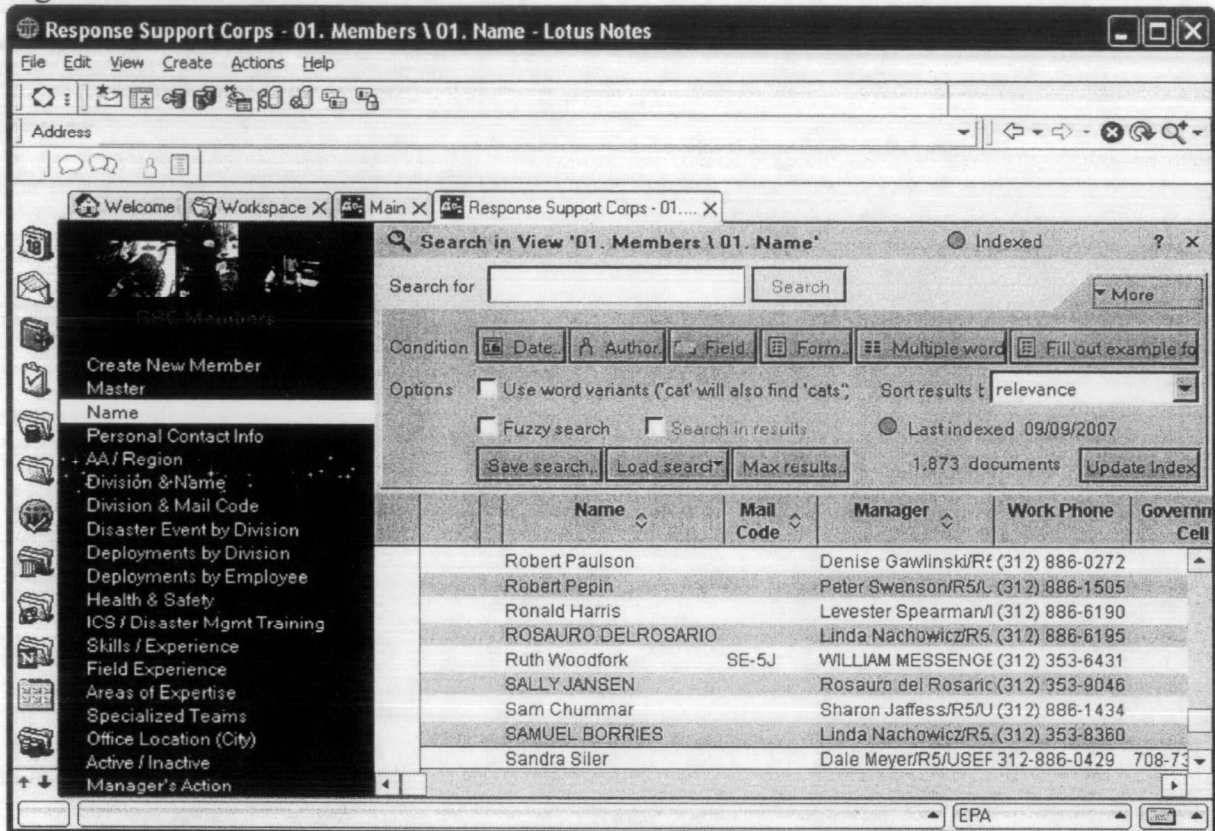 Response Support Corps - 01. Members \ 01. Name - Lotus Notes
File Edit View Create Actions Help
Address
Welcome Workspace Main Response Support Corps - 01....
RSC Members
Create New Member
Master
Name
Personal Contact Info
AA / Region
Division & Name
Division & Mail Code
Disaster Event by Division
Deployments by Division
Deployments by Employee
Health & Safety
ICS / Disaster Mgmt Training
Skills / Experience
Field Experience
Areas of Expertise
Specialized Teams
Office Location (City)
Active / Inactive
Manager's Action
Search in View '01. Members \ 01. Name' Indexed ? ×
Search for Search More
Condition Date.. Author. Field. Form.. Multiple word Fill out example fo
Options Use word variants ('cat' will also find 'cats', Sort results b relevance
Fuzzy search Search in results Last indexed 09/09/2007
Save search.. Load search Max results.. 1,873 documents Update Index
Name Mail Code Manager Work Phone Governm Cell
Robert Paulson Denise Gawlinski/R5 (312) 886-0272
Robert Pepin Peter Swenson/R5/U (312) 886-1505
Ronald Harris Levester Spearman/I (312) 886-6190
ROSAURO DELROSARIO Linda Nachowicz/R5. (312) 886-6195
Ruth Woodfork SE-5J WILLIAM MESSENGE (312) 353-6431
SALLY JANSEN Rosauro del Rosaric (312) 353-9046
Sam Chummar Sharon Jaffess/R5/U (312) 886-1434
SAMUEL BORRIES Linda Nachowicz/R5. (312) 353-8360
Sandra Siler Dale Meyer/R5/USEF 312-886-0429 708-73
EPA